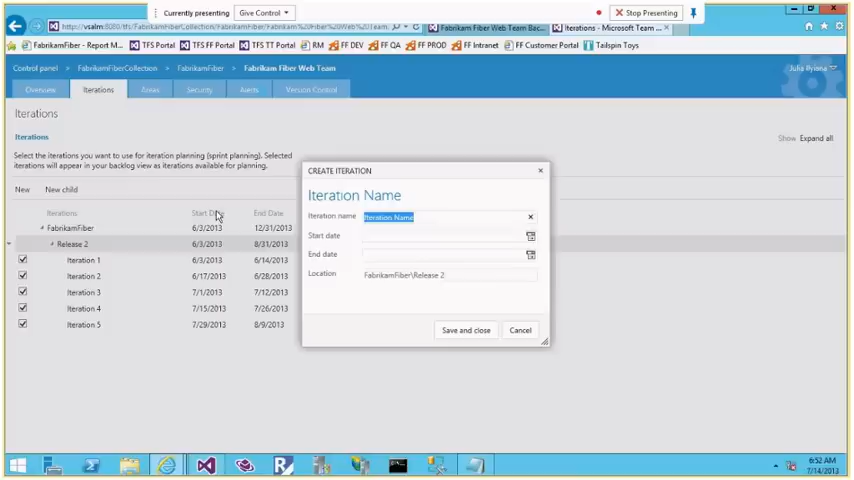 Currently presenting
Give Control
Stop Presenting
Fabrikam Fiber Web Team Bac...
Iterations - Microsoft Team ...
FabrikamFiber - Report M...
TFS Portal
TFS FF Portal
TFS TT Portal
RM
FF DEV
FF QA
FF PROD
FF Intranet
FF Customer Portal
Tailspin Toys
Control panel
FabrikamFiberCollection
FabrikamFiber
Fabrikam Fiber Web Team
Overview
Iterations
Areas
Security
Alerts
Version Control
Iterations
Iterations
Show Expand all
Select the iterations you want to use for iteration planning (sprint planning). Selected
iterations will appear in your backlog view as iterations available for planning.
New
New child
Iterations
Start Date
End Date
FabrikamFiber
6/3/2013
12/31/2013
Release 2
6/3/2013
8/31/2013
Iteration 1
6/3/2013
6/14/2013
Iteration 2
6/17/2013
6/28/2013
Iteration 3
7/1/2013
7/12/2013
Iteration 4
7/15/2013
7/26/2013
Iteration 5
7/29/2013
8/9/2013
CREATE ITERATION
Iteration Name
Iteration name
Iteration Name
Start date
End date
Location
FabrikamFiber\Release 2
Save and close
Cancel
6:52 AM
7/14/2013